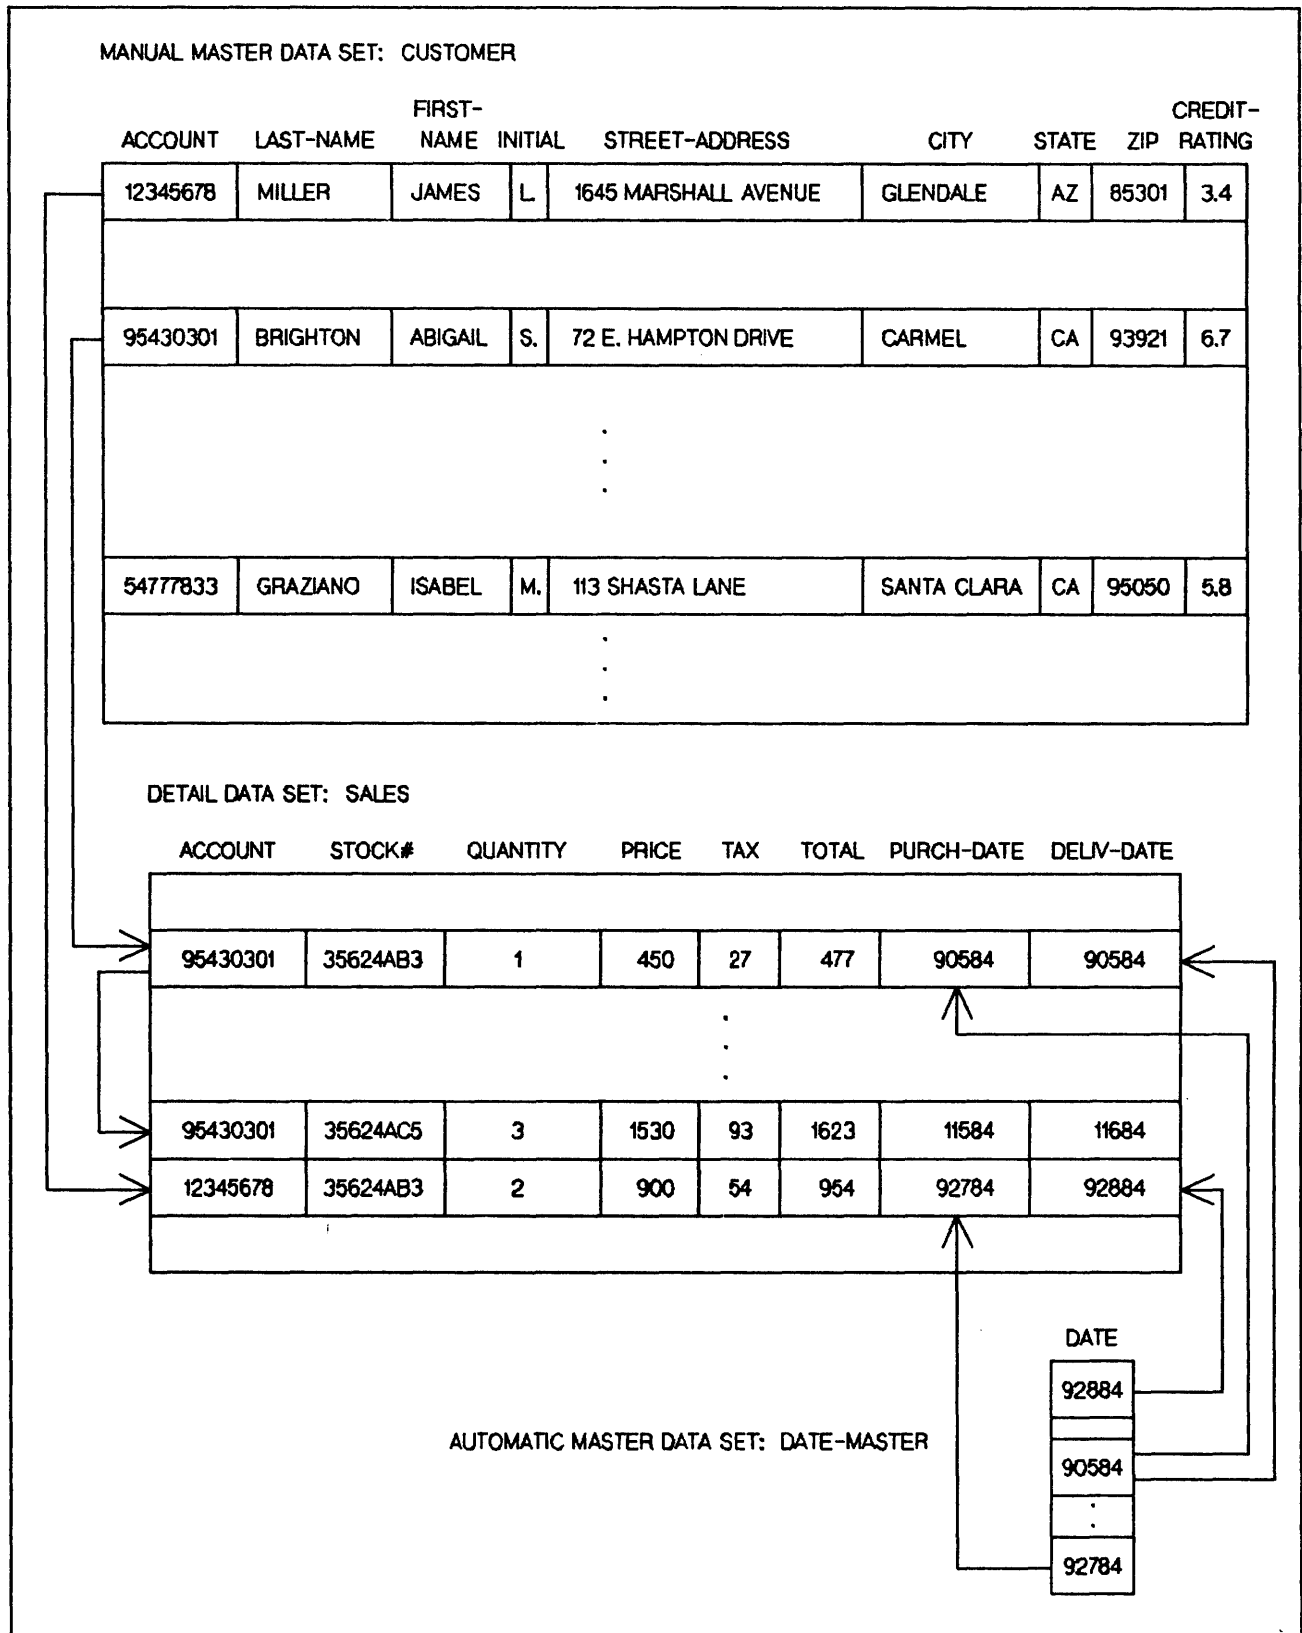 MANUAL MASTER DATA SET: CUSTOMER
FIRST- CREDIT-
ACCOUNT LAST-NAME NAME INITIAL STREET-ADDRESS CITY STATE ZIP RATING
12345678 MILLER JAMES L. 1645 MARSHALL AVENUE GLENDALE AZ 85301 3.4
95430301 BRIGHTON ABIGAIL S. 72 E. HAMPTON DRIVE CARMEL CA 93921 6.7
54777833 GRAZIANO ISABEL M. 113 SHASTA LANE SANTA CLARA CA 95050 5.8
DETAIL DATA SET: SALES
ACCOUNT STOCK# QUANTITY PRICE TAX TOTAL PURCH-DATE DELIV-DATE
95430301 35624AB3 1 450 27 477 90584 90584
95430301 35624AC5 3 1530 93 1623 11584 11684
12345678 35624AB3 2 900 54 954 92784 92884
DATE
92884
AUTOMATIC MASTER DATA SET: DATE-MASTER
90584
92784